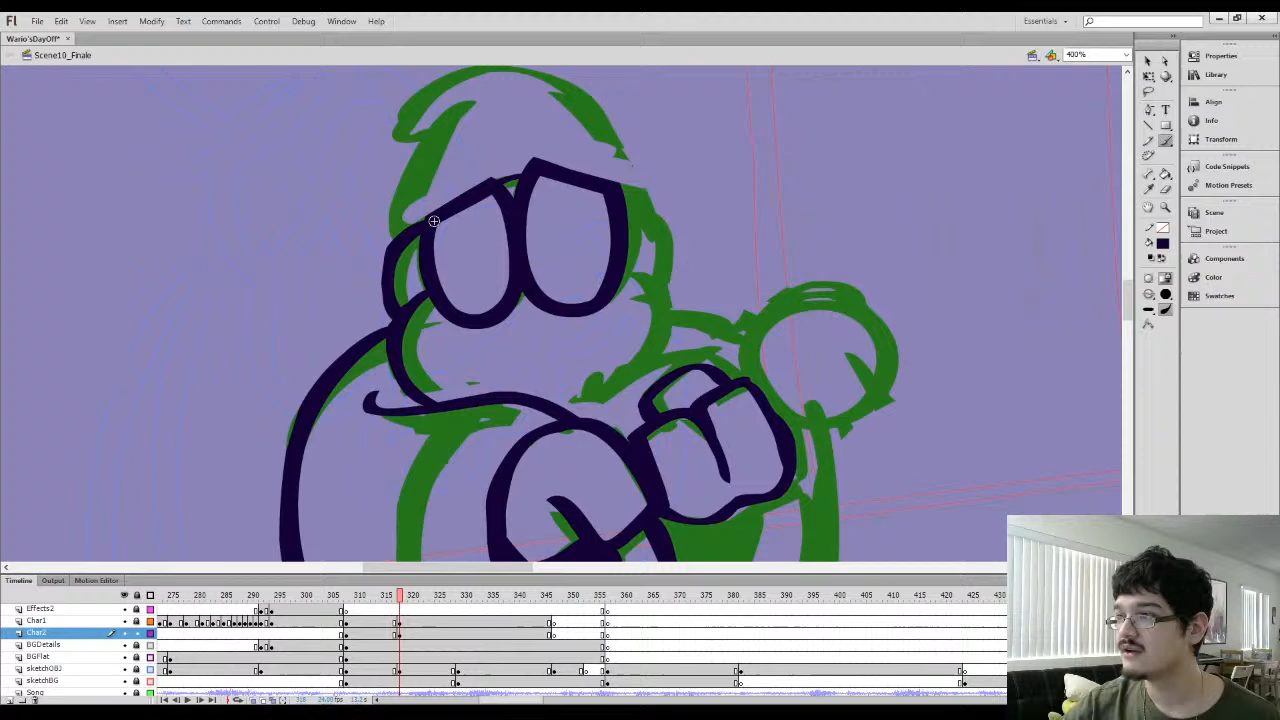 Fl File Edit View Insert Modify Text Commands Control Debug Window Help Essentials
Wario'sDayOff* ×
Scene10_Finale 400%
Properties
Library
Align
Info
Transform
Code Snippets
Motion Presets
Scene
Project
Components
Color
Swatches
Timeline Output Motion Editor
275 280 285 290 295 300 305 310 315 320 325 330 335 340 345 350 355 360 365 370 375 380 385 390 395 400 405 410 415 420 425 430
Effects2
Char1
Char2
BGDetails
BGFlat
sketchOBJ
sketchBG
Song